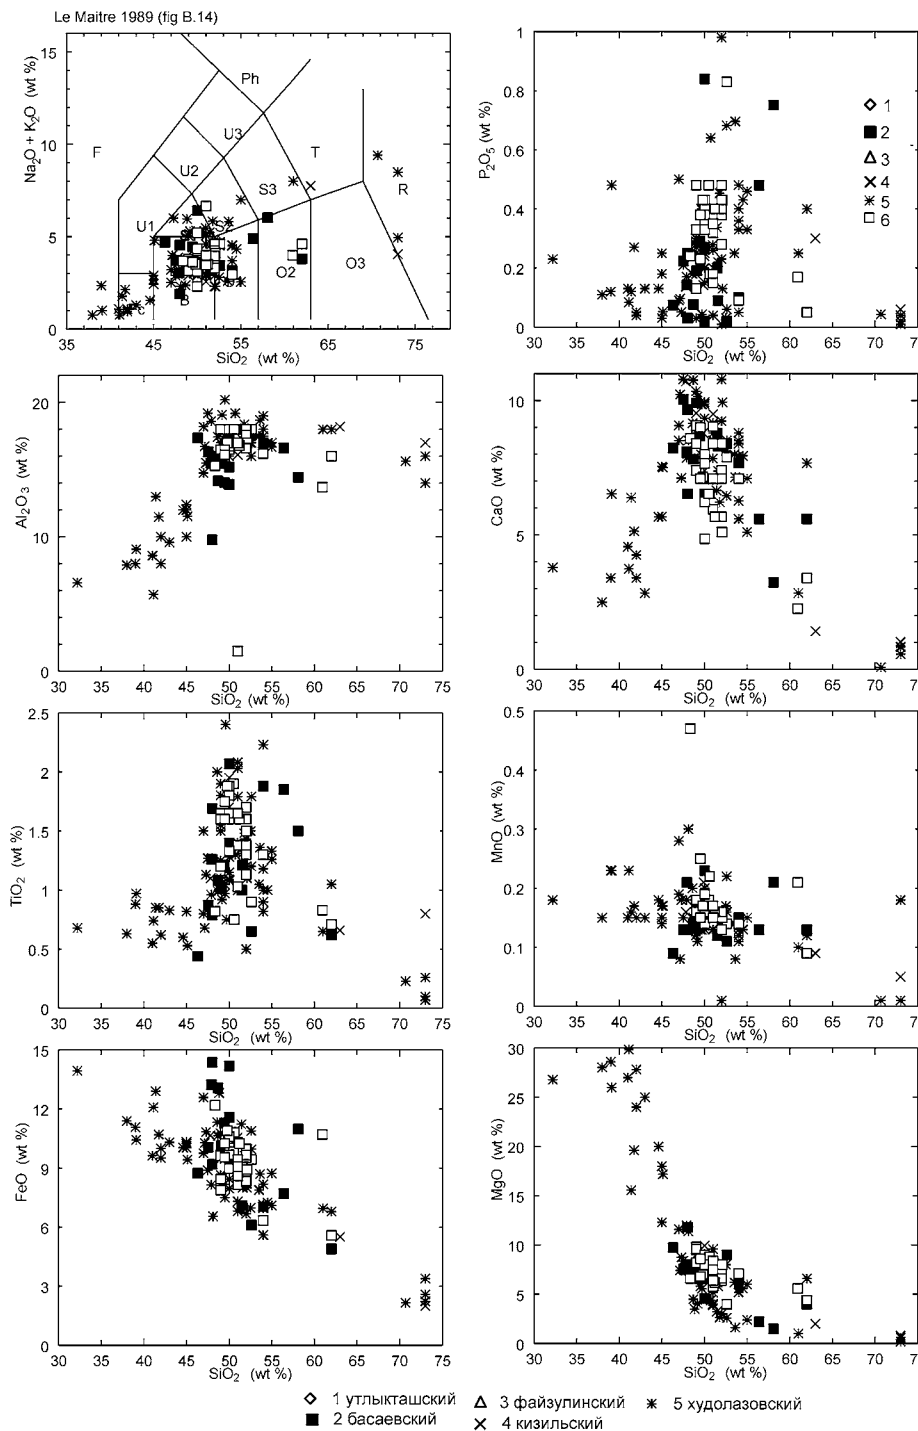 Le Maitre 1989 (fig B.14)
Na₂O + K₂O (wt %)
15
10
5
0
F
Ph
U3
T
U2
S3
R
U1
S2
O2
O3
B
c
35 45 55 65 75
SiO₂ (wt %)
P₂O₅ (wt %)
1
0.8
0.6
0.4
0.2
0
1
2
3
4
5
6
30 35 40 45 50 55 60 65 70 75
SiO₂ (wt %)
Al₂O₃ (wt %)
20
10
0
30 35 40 45 50 55 60 65 70 75
SiO₂ (wt %)
CaO (wt %)
10
5
0
30 35 40 45 50 55 60 65 70 75
SiO₂ (wt %)
TiO₂ (wt %)
2.5
2
1.5
1
0.5
0
30 35 40 45 50 55 60 65 70 75
SiO₂ (wt %)
MnO (wt %)
0.5
0.4
0.3
0.2
0.1
0
30 35 40 45 50 55 60 65 70 75
SiO₂ (wt %)
FeO (wt %)
15
12
9
6
3
0
30 35 40 45 50 55 60 65 70 75
SiO₂ (wt %)
MgO (wt %)
30
25
20
15
10
5
0
30 35 40 45 50 55 60 65 70 75
SiO₂ (wt %)
1 утлыкташский 3 файзулинский 5 худолазовский
2 басаевский 4 кизильский